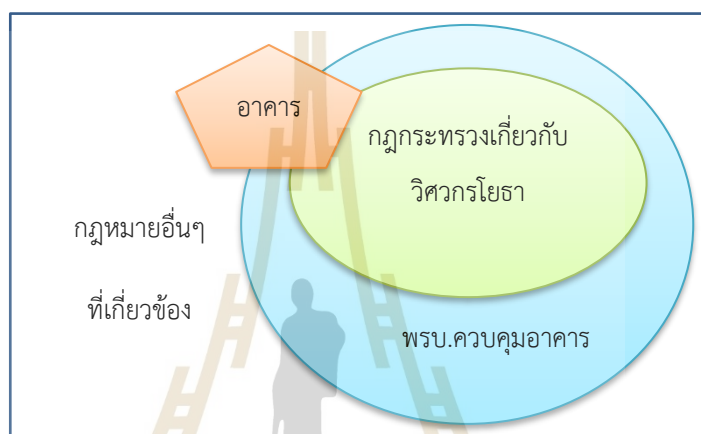 อาคาร
กฎกระทรวงเกี่ยวกับ
วิศวกรโยธา
กฎหมายอื่นๆ
ที่เกี่ยวข้อง
พรบ.ควบคุมอาคาร